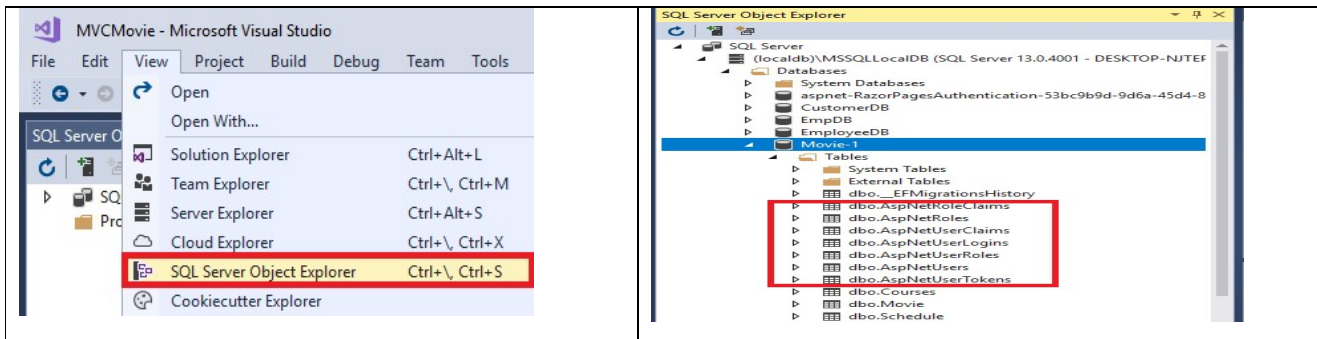 MVCMovie - Microsoft Visual Studio
File Edit View Project Build Debug Team Tools
Open
Open With...
SQL Server O
Solution Explorer Ctrl+Alt+L
Team Explorer Ctrl+\, Ctrl+M
SQ
Server Explorer Ctrl+Alt+S
Pro
Cloud Explorer Ctrl+\, Ctrl+X
SQL Server Object Explorer Ctrl+\, Ctrl+S
Cookiecutter Explorer
SQL Server Object Explorer
SQL Server
(localdb)\MSSQLLocalDB (SQL Server 13.0.4001 - DESKTOP-NJTEF
Databases
System Databases
aspnet-RazorPagesAuthentication-53bc9b9d-9d6a-45d4-8
CustomerDB
EmpDB
EmployeeDB
Movie-1
Tables
System Tables
External Tables
dbo.__EFMigrationsHistory
dbo.AspNetRoleClaims
dbo.AspNetRoles
dbo.AspNetUserClaims
dbo.AspNetUserLogins
dbo.AspNetUserRoles
dbo.AspNetUsers
dbo.AspNetUserTokens
dbo.Courses
dbo.Movie
dbo.Schedule